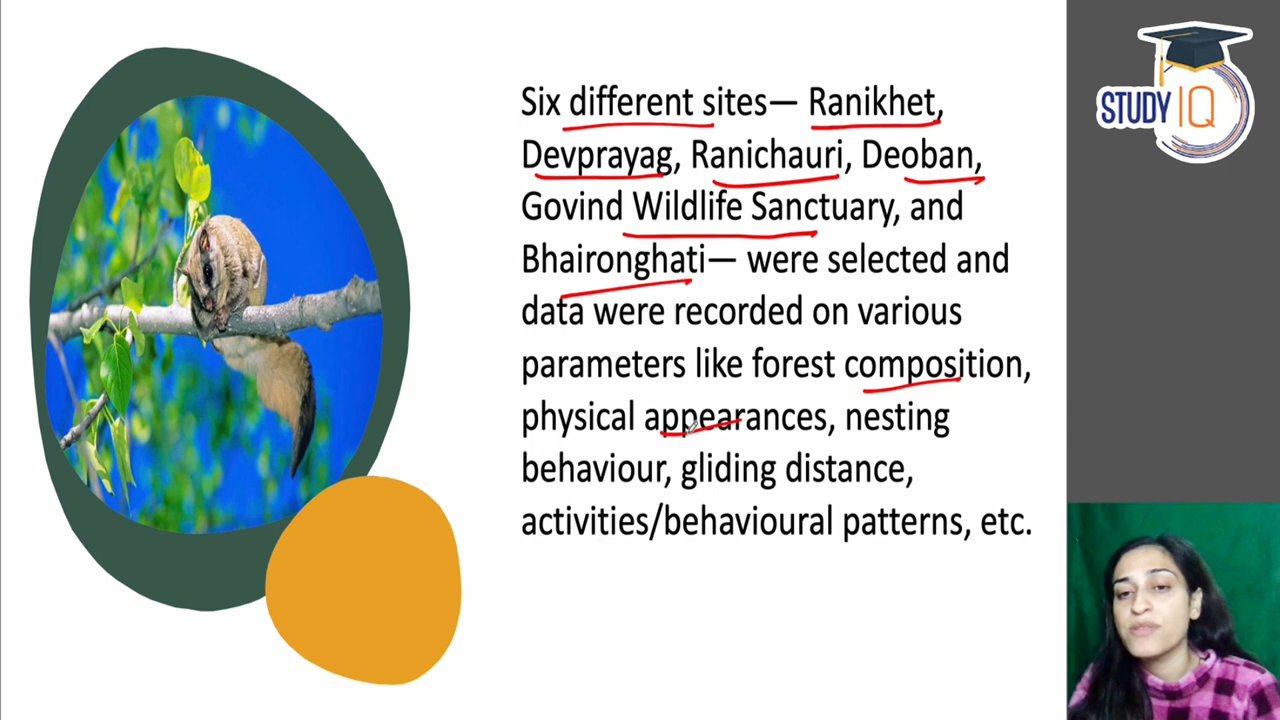 Six different sites— Ranikhet,
Devprayag, Ranichauri, Deoban,
Govind Wildlife Sanctuary, and
Bhaironghati— were selected and
data were recorded on various
parameters like forest composition,
physical appearances, nesting
behaviour, gliding distance,
activities/behavioural patterns, etc.
STUDY IQ